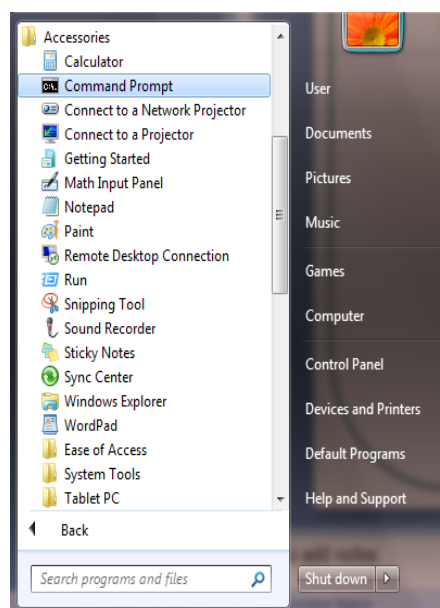 Accessories
Calculator
Command Prompt
Connect to a Network Projector
Connect to a Projector
Getting Started
Math Input Panel
Notepad
Paint
Remote Desktop Connection
Run
Snipping Tool
Sound Recorder
Sticky Notes
Sync Center
Windows Explorer
WordPad
Ease of Access
System Tools
Tablet PC
Back
Search programs and files
User
Documents
Pictures
Music
Games
Computer
Control Panel
Devices and Printers
Default Programs
Help and Support
Shut down